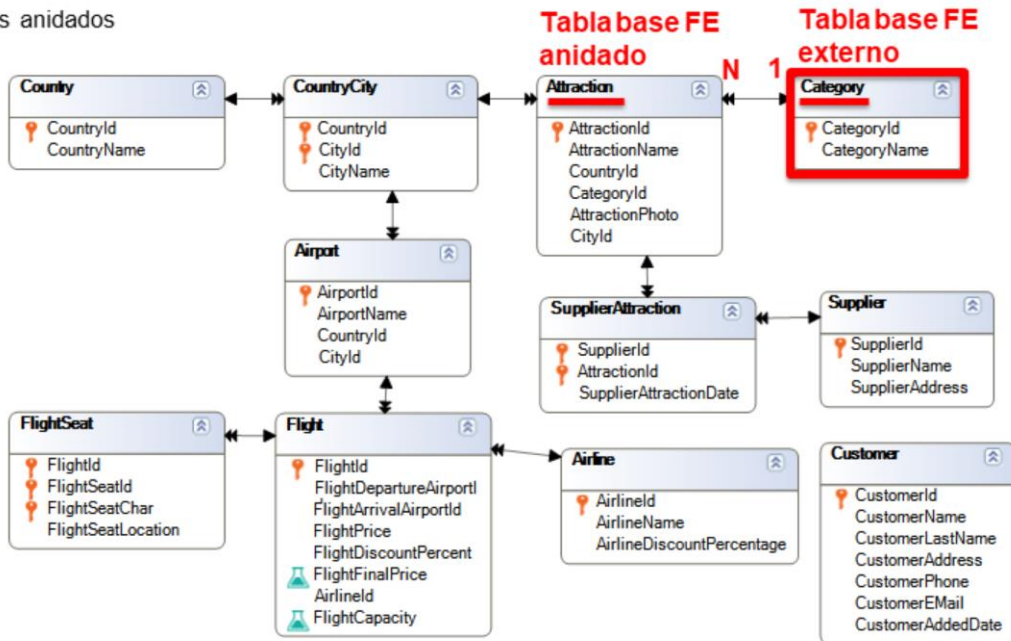 s anidados
Tabla base FE
anidado
Tabla base FE
externo
N
1
Country
CountryId
CountryName
CountryCity
CountryId
CityId
CityName
Attraction
AttractionId
AttractionName
CountryId
CategoryId
AttractionPhoto
CityId
Category
CategoryId
CategoryName
Airport
AirportId
AirportName
CountryId
CityId
SupplierAttraction
SupplierId
AttractionId
SupplierAttractionDate
Supplier
SupplierId
SupplierName
SupplierAddress
FlightSeat
FlightId
FlightSeatId
FlightSeatChar
FlightSeatLocation
Flight
FlightId
FlightDepartureAirportI
FlightArrivalAirportId
FlightPrice
FlightDiscountPercent
FlightFinalPrice
AirlineId
FlightCapacity
Airline
AirlineId
AirlineName
AirlineDiscountPercentage
Customer
CustomerId
CustomerName
CustomerLastName
CustomerAddress
CustomerPhone
CustomerEMail
CustomerAddedDate